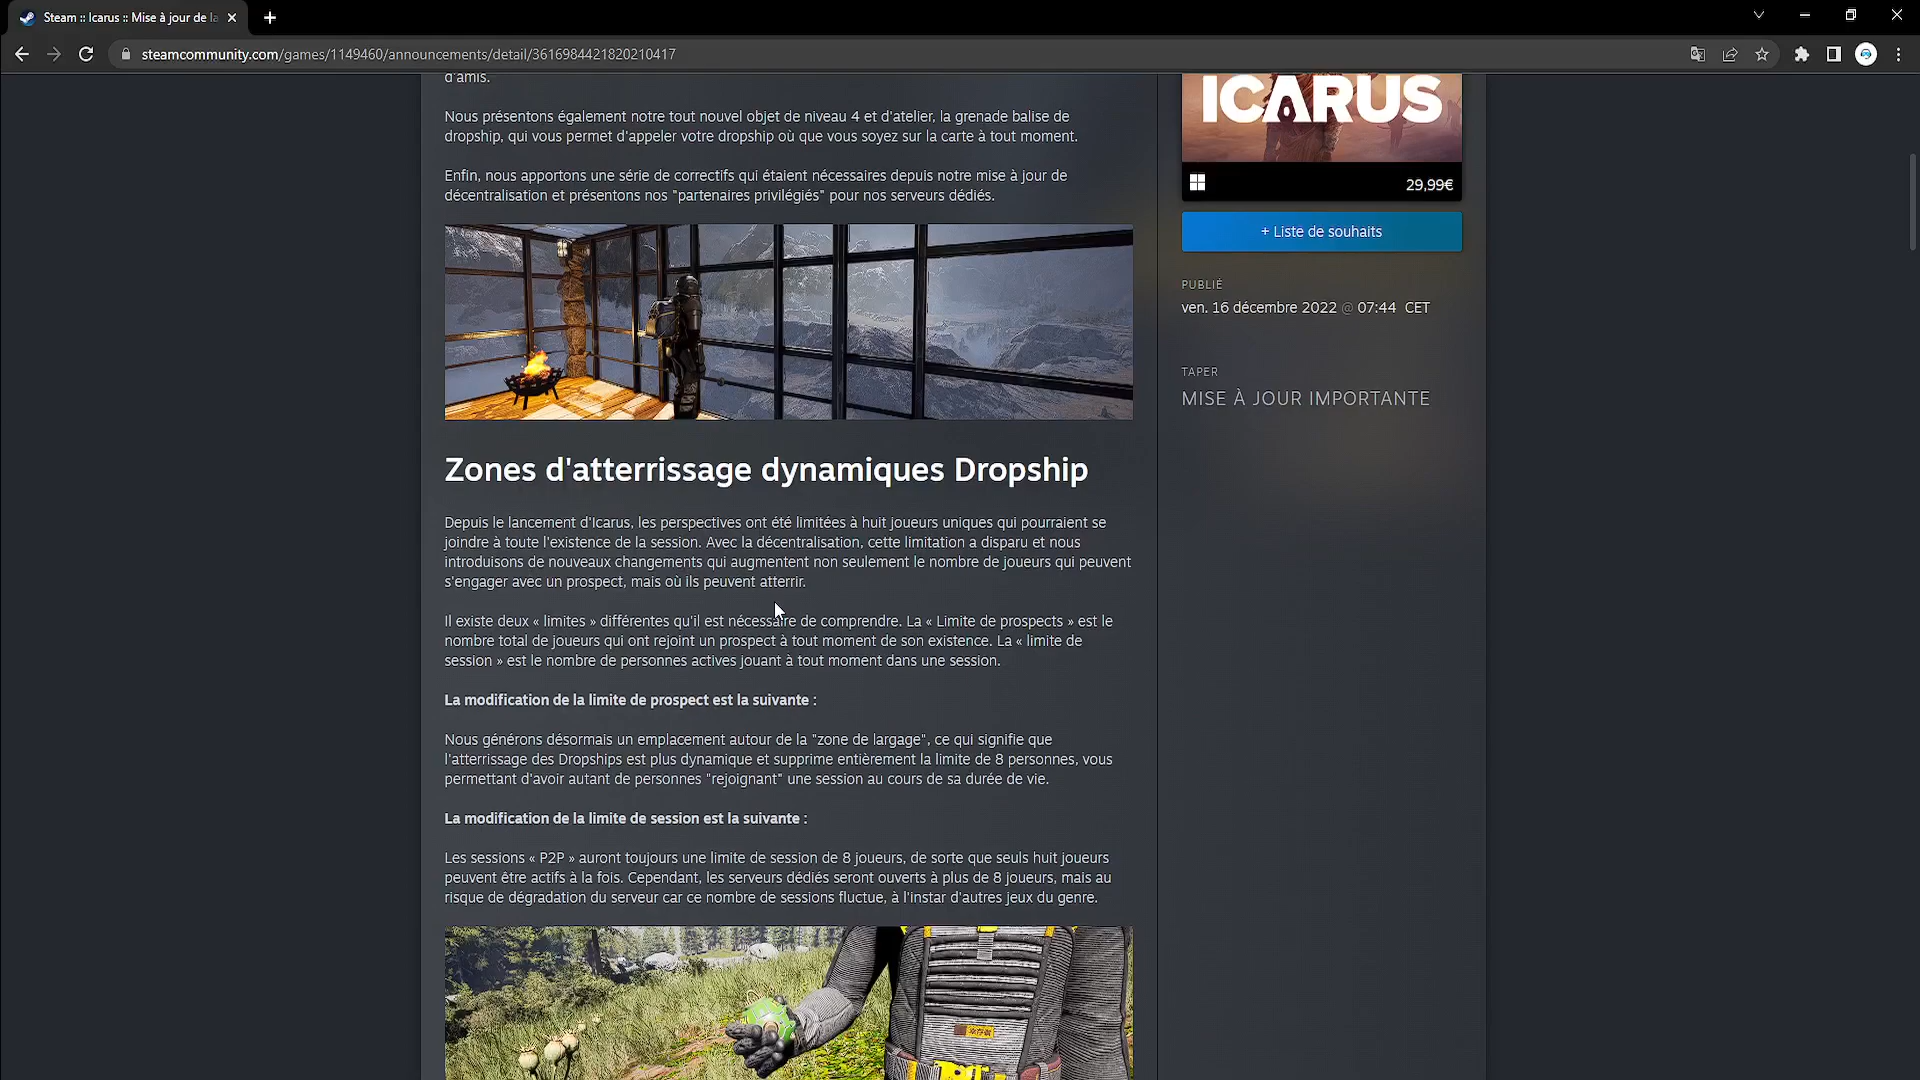 Steam :: Icarus :: Mise à jour de la
steamcommunity.com/games/1149460/announcements/detail/3616984421820210417
d'amis.
Nous présentons également notre tout nouvel objet de niveau 4 et d'atelier, la grenade balise de
dropship, qui vous permet d'appeler votre dropship où que vous soyez sur la carte à tout moment.
Enfin, nous apportons une série de correctifs qui étaient nécessaires depuis notre mise à jour de
décentralisation et présentons nos "partenaires privilégiés" pour nos serveurs dédiés.
Zones d'atterrissage dynamiques Dropship
Depuis le lancement d'Icarus, les perspectives ont été limitées à huit joueurs uniques qui pourraient se
joindre à toute l'existence de la session. Avec la décentralisation, cette limitation a disparu et nous
introduisons de nouveaux changements qui augmentent non seulement le nombre de joueurs qui peuvent
s'engager avec un prospect, mais où ils peuvent atterrir.
Il existe deux « limites » différentes qu'il est nécessaire de comprendre. La « Limite de prospects » est le
nombre total de joueurs qui ont rejoint un prospect à tout moment de son existence. La « limite de
session » est le nombre de personnes actives jouant à tout moment dans une session.
La modification de la limite de prospect est la suivante :
Nous générons désormais un emplacement autour de la "zone de largage", ce qui signifie que
l'atterrissage des Dropships est plus dynamique et supprime entièrement la limite de 8 personnes, vous
permettant d'avoir autant de personnes "rejoignant" une session au cours de sa durée de vie.
La modification de la limite de session est la suivante :
Les sessions « P2P » auront toujours une limite de session de 8 joueurs, de sorte que seuls huit joueurs
peuvent être actifs à la fois. Cependant, les serveurs dédiés seront ouverts à plus de 8 joueurs, mais au
risque de dégradation du serveur car ce nombre de sessions fluctue, à l'instar d'autres jeux du genre.
ICARUS
29,99€
+ Liste de souhaits
PUBLIÉ
ven. 16 décembre 2022 @ 07:44 CET
TAPER
MISE À JOUR IMPORTANTE